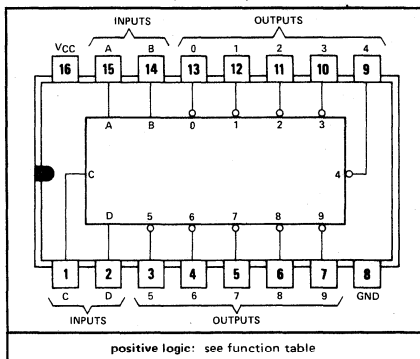 INPUTS OUTPUTS
VCC A B 0 1 2 3 4
16 15 14 13 12 11 10 9
A B 0 1 2 3
C 4
D 5 6 7 8 9
1 2 3 4 5 6 7 8
C D 5 6 7 8 9 GND
INPUTS OUTPUTS
positive logic: see function table